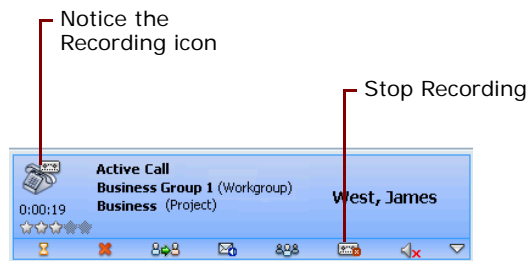 Notice the
Recording icon
Stop Recording
Active Call
Business Group 1 (Workgroup)
Business (Project)
West, James
0:00:19